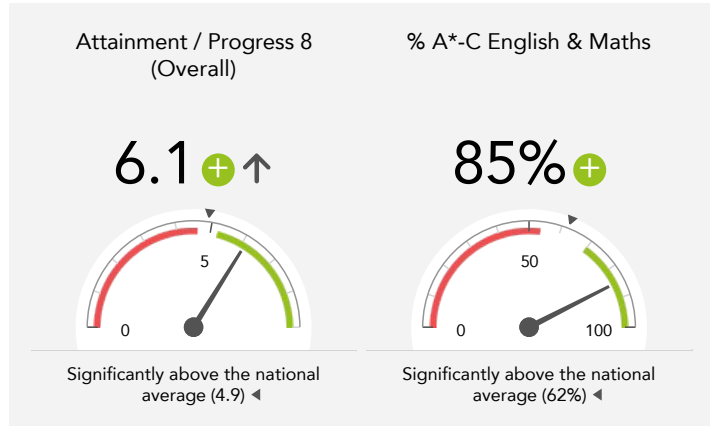 Attainment / Progress 8
(Overall)
6.1 + ↑
5
0
Significantly above the national
average (4.9) ◀
% A*-C English & Maths
85% +
50
0
100
Significantly above the national
average (62%) ◀